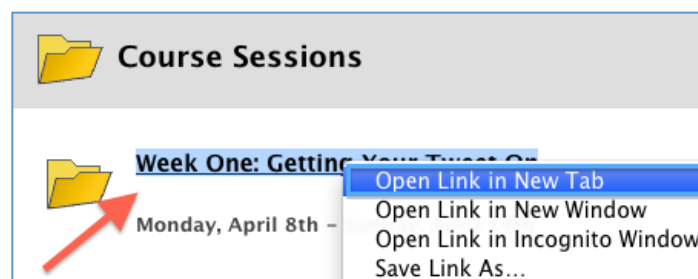 Course Sessions
Week One: Getting Your Tweet On
Open Link in New Tab
Monday, April 8th –
Open Link in New Window
Open Link in Incognito Window
Save Link As...